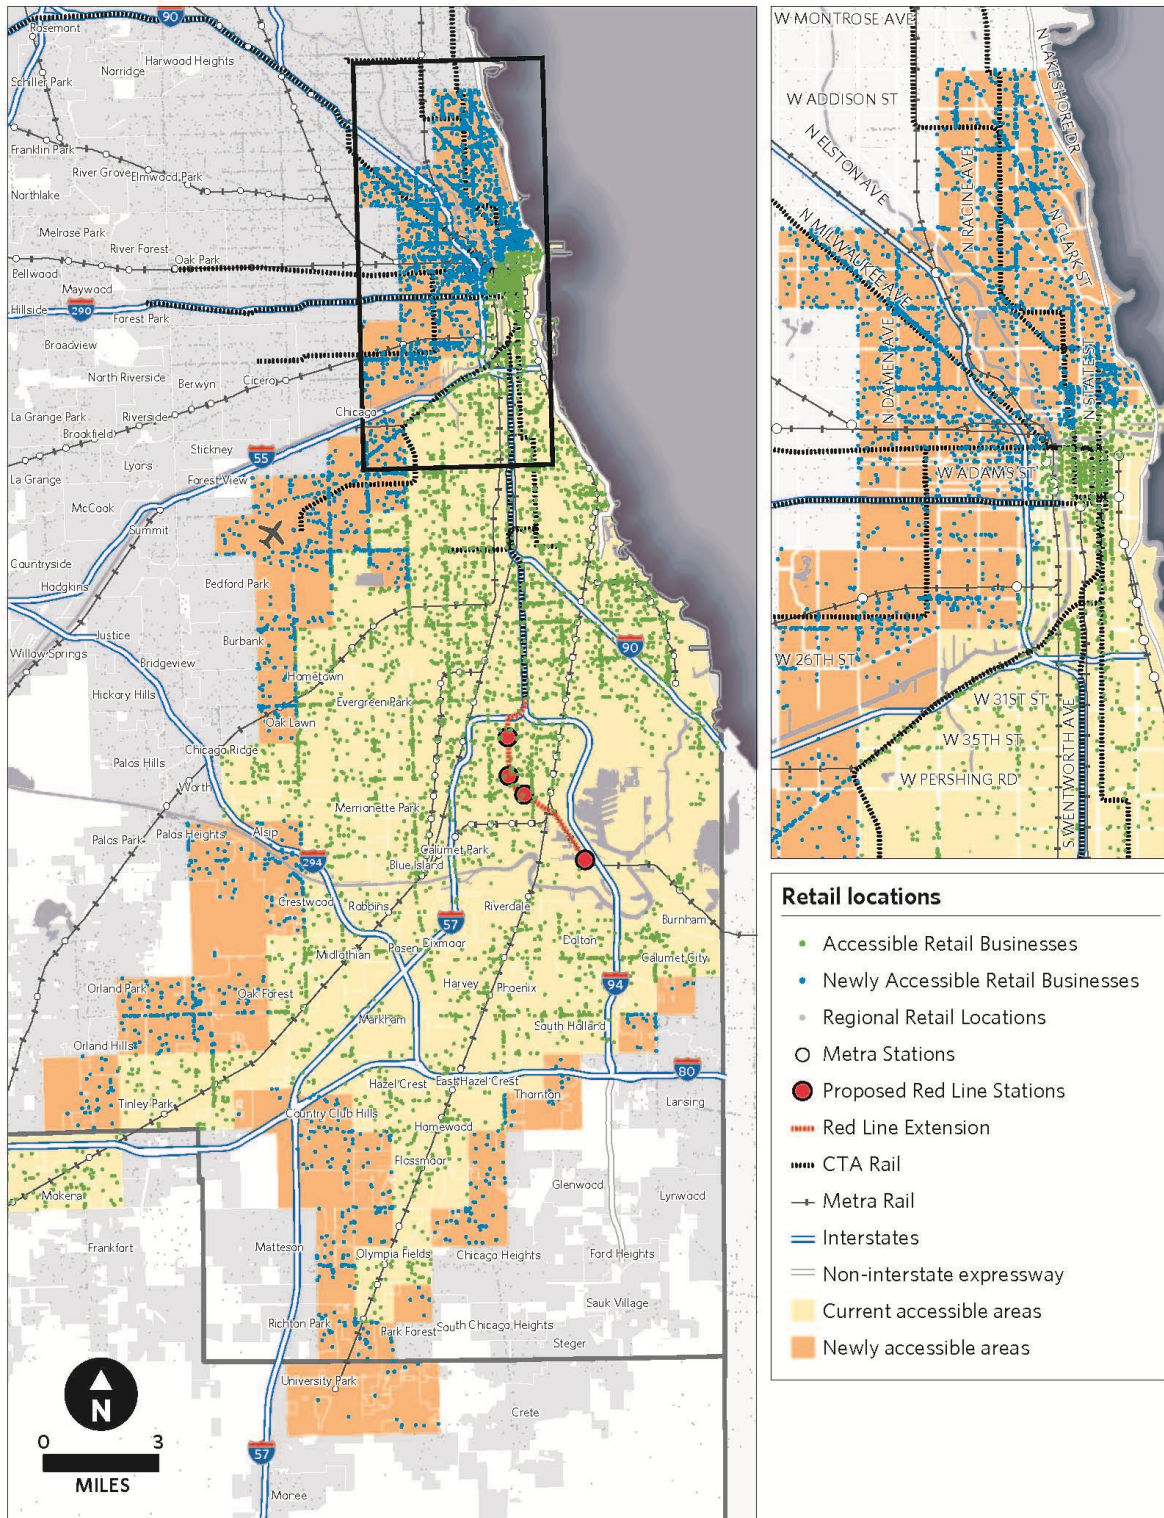 90
Rosemont
Norridge
Harwood Heights
Schiller Park
Franklin Park
River Grove
Elmwood Park
Northlake
Melrose Park
River Forest
Oak Park
Bellwood
Maywood
Hillside
290
Forest Park
Broadview
North Riverside
Berwyn
Cicero
La Grange Park
Riverside
Chicago
Brookfield
Stickney
Lyons
55
La Grange
Forest View
McCook
Summit
Countryside
Hodgkins
Bedford Park
Justice
Burbank
90
Willow Springs
Bridgeview
Hometown
Hickory Hills
Evergreen Park
Oak Lawn
Chicago Ridge
Palos Hills
Worth
Merrionette Park
Palos Park
Palos Heights
Alsip
Calumet Park
294
Blue Island
Crestwood
Robbins
Riverdale
Burnham
57
Posen
Dixmoor
Dolton
Midlothian
Calumet City
Orland Park
Oak Forest
Harvey
Phoenix
94
Markham
South Holland
Orland Hills
80
Hazel Crest
East Hazel Crest
Thornton
Lansing
Tinley Park
Country Club Hills
Homewood
Flossmoor
Glenwood
Lynwood
Mokena
Frankfort
Matteson
Olympia Fields
Chicago Heights
Ford Heights
Sauk Village
Richton Park
Park Forest
South Chicago Heights
Steger
University Park
Crete
N
0 3
MILES
57
Monee
W MONTROSE AVE
N LAKE SHORE DR
W ADDISON ST
N ELSTON AVE
N RACINE AVE
N CLARK ST
N MILWAUKEE AVE
N DAMEN AVE
N STATE ST
W ADAMS ST
W 26TH ST
W 31ST ST
W 35TH ST
W PERSHING RD
S WENTWORTH AVE
Retail locations
Accessible Retail Businesses
Newly Accessible Retail Businesses
Regional Retail Locations
Metra Stations
Proposed Red Line Stations
Red Line Extension
CTA Rail
Metra Rail
Interstates
Non-interstate expressway
Current accessible areas
Newly accessible areas